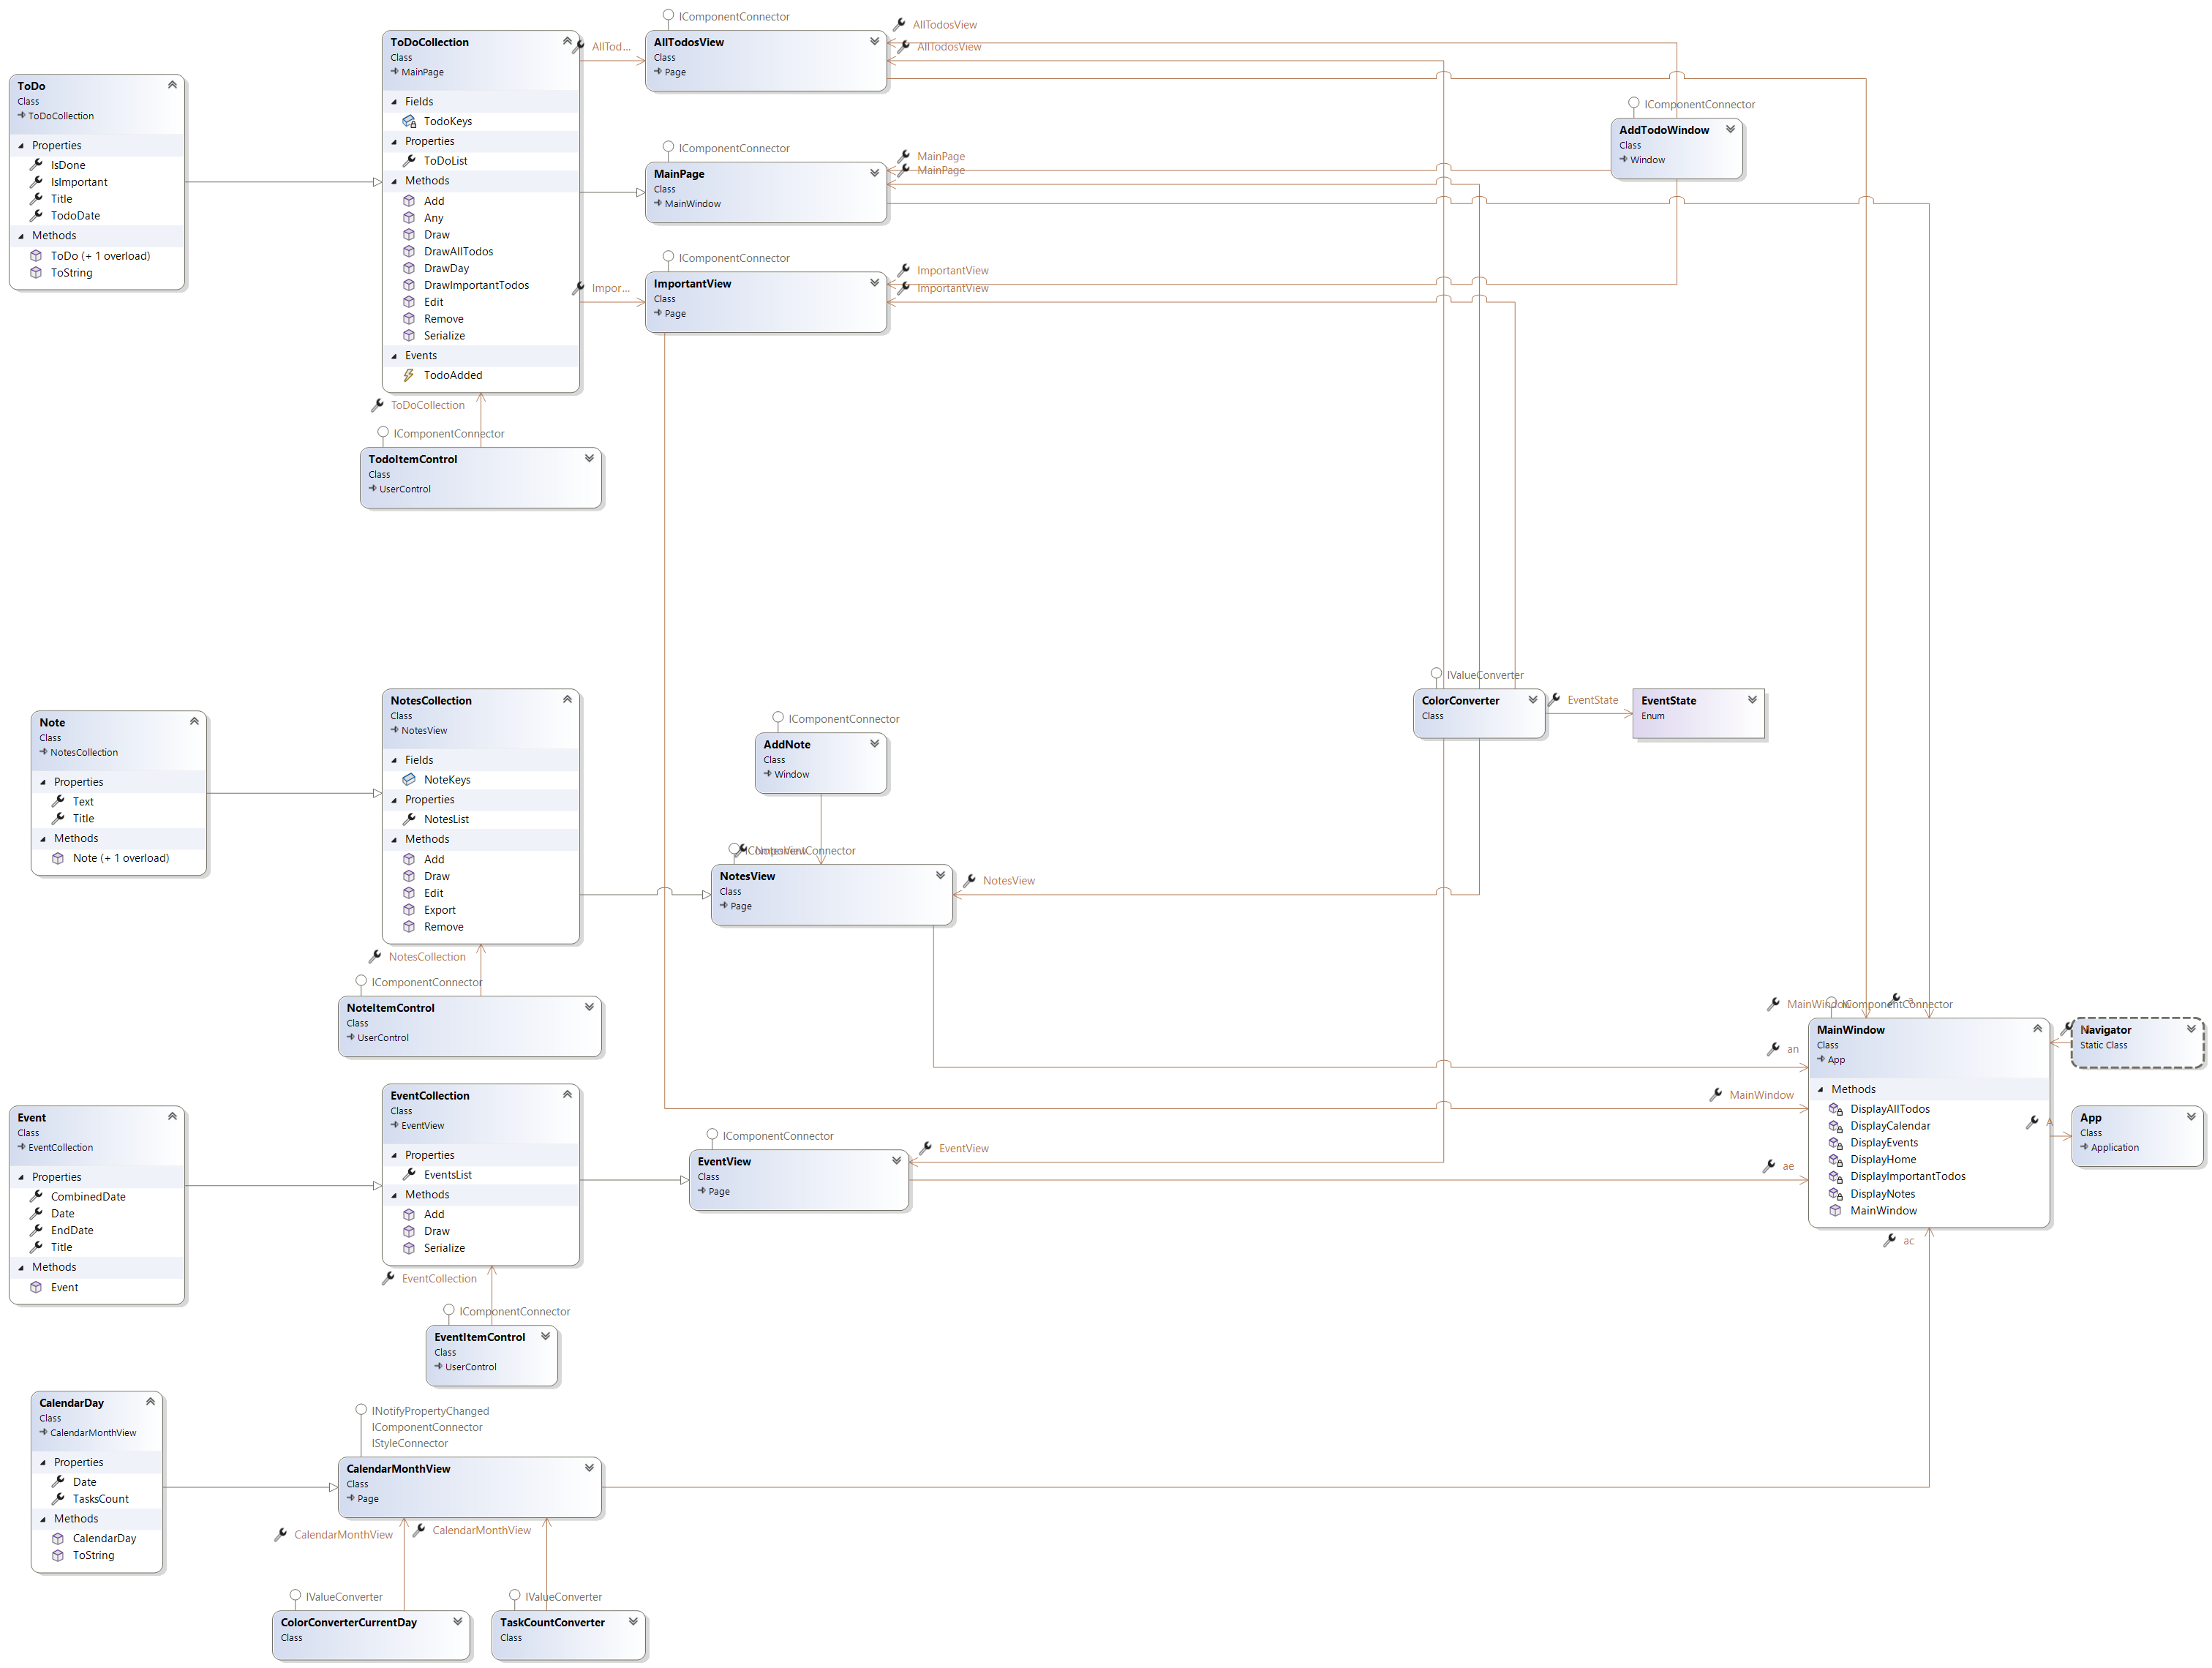 ToDo
Class
ToDoCollection
Properties
IsDone
IsImportant
Title
TodoDate
Methods
ToDo (+ 1 overload)
ToString
ToDoCollection
Class
MainPage
Fields
TodoKeys
Properties
ToDoList
Methods
Add
Any
Draw
DrawAllTodos
DrawDay
DrawImportantTodos
Edit
Remove
Serialize
Events
TodoAdded
AllTod...
Impor...
ToDoCollection
IComponentConnector
TodoItemControl
Class
UserControl
IComponentConnector
AllTodosView
Class
Page
AllTodosView
AllTodosView
IComponentConnector
MainPage
Class
MainWindow
MainPage
MainPage
IComponentConnector
ImportantView
Class
Page
ImportantView
ImportantView
IComponentConnector
AddTodoWindow
Class
Window
Note
Class
NotesCollection
Properties
Text
Title
Methods
Note (+ 1 overload)
NotesCollection
Class
NotesView
Fields
NoteKeys
Properties
NotesList
Methods
Add
Draw
Edit
Export
Remove
NotesCollection
IComponentConnector
NoteItemControl
Class
UserControl
IComponentConnector
AddNote
Class
Window
IComponentConnector
NotesView
NotesView
Class
Page
NotesView
IValueConverter
ColorConverter
Class
EventState
EventState
Enum
Event
Class
EventCollection
Properties
CombinedDate
Date
EndDate
Title
Methods
Event
EventCollection
Class
EventView
Properties
EventsList
Methods
Add
Draw
Serialize
EventCollection
IComponentConnector
EventItemControl
Class
UserControl
IComponentConnector
EventView
Class
Page
EventView
MainWindow
IComponentConnector
a
an
MainWindow
ae
ac
MainWindow
Class
App
Methods
DisplayAllTodos
DisplayCalendar
DisplayEvents
DisplayHome
DisplayImportantTodos
DisplayNotes
MainWindow
Navigator
Static Class
A
App
Class
Application
CalendarDay
Class
CalendarMonthView
Properties
Date
TasksCount
Methods
CalendarDay
ToString
INotifyPropertyChanged
IComponentConnector
IStyleConnector
CalendarMonthView
Class
Page
CalendarMonthView
CalendarMonthView
IValueConverter
ColorConverterCurrentDay
Class
IValueConverter
TaskCountConverter
Class